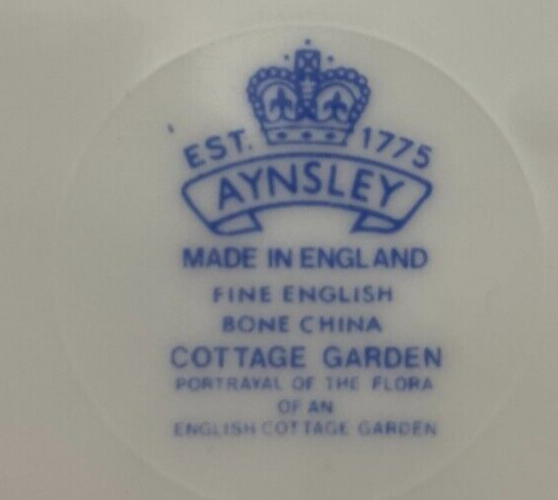 EST. 1775
AYNSLEY
MADE IN ENGLAND
FINE ENGLISH
BONE CHINA
COTTAGE GARDEN
PORTRAYAL OF THE FLORA
OF AN
ENGLISH COTTAGE GARDEN